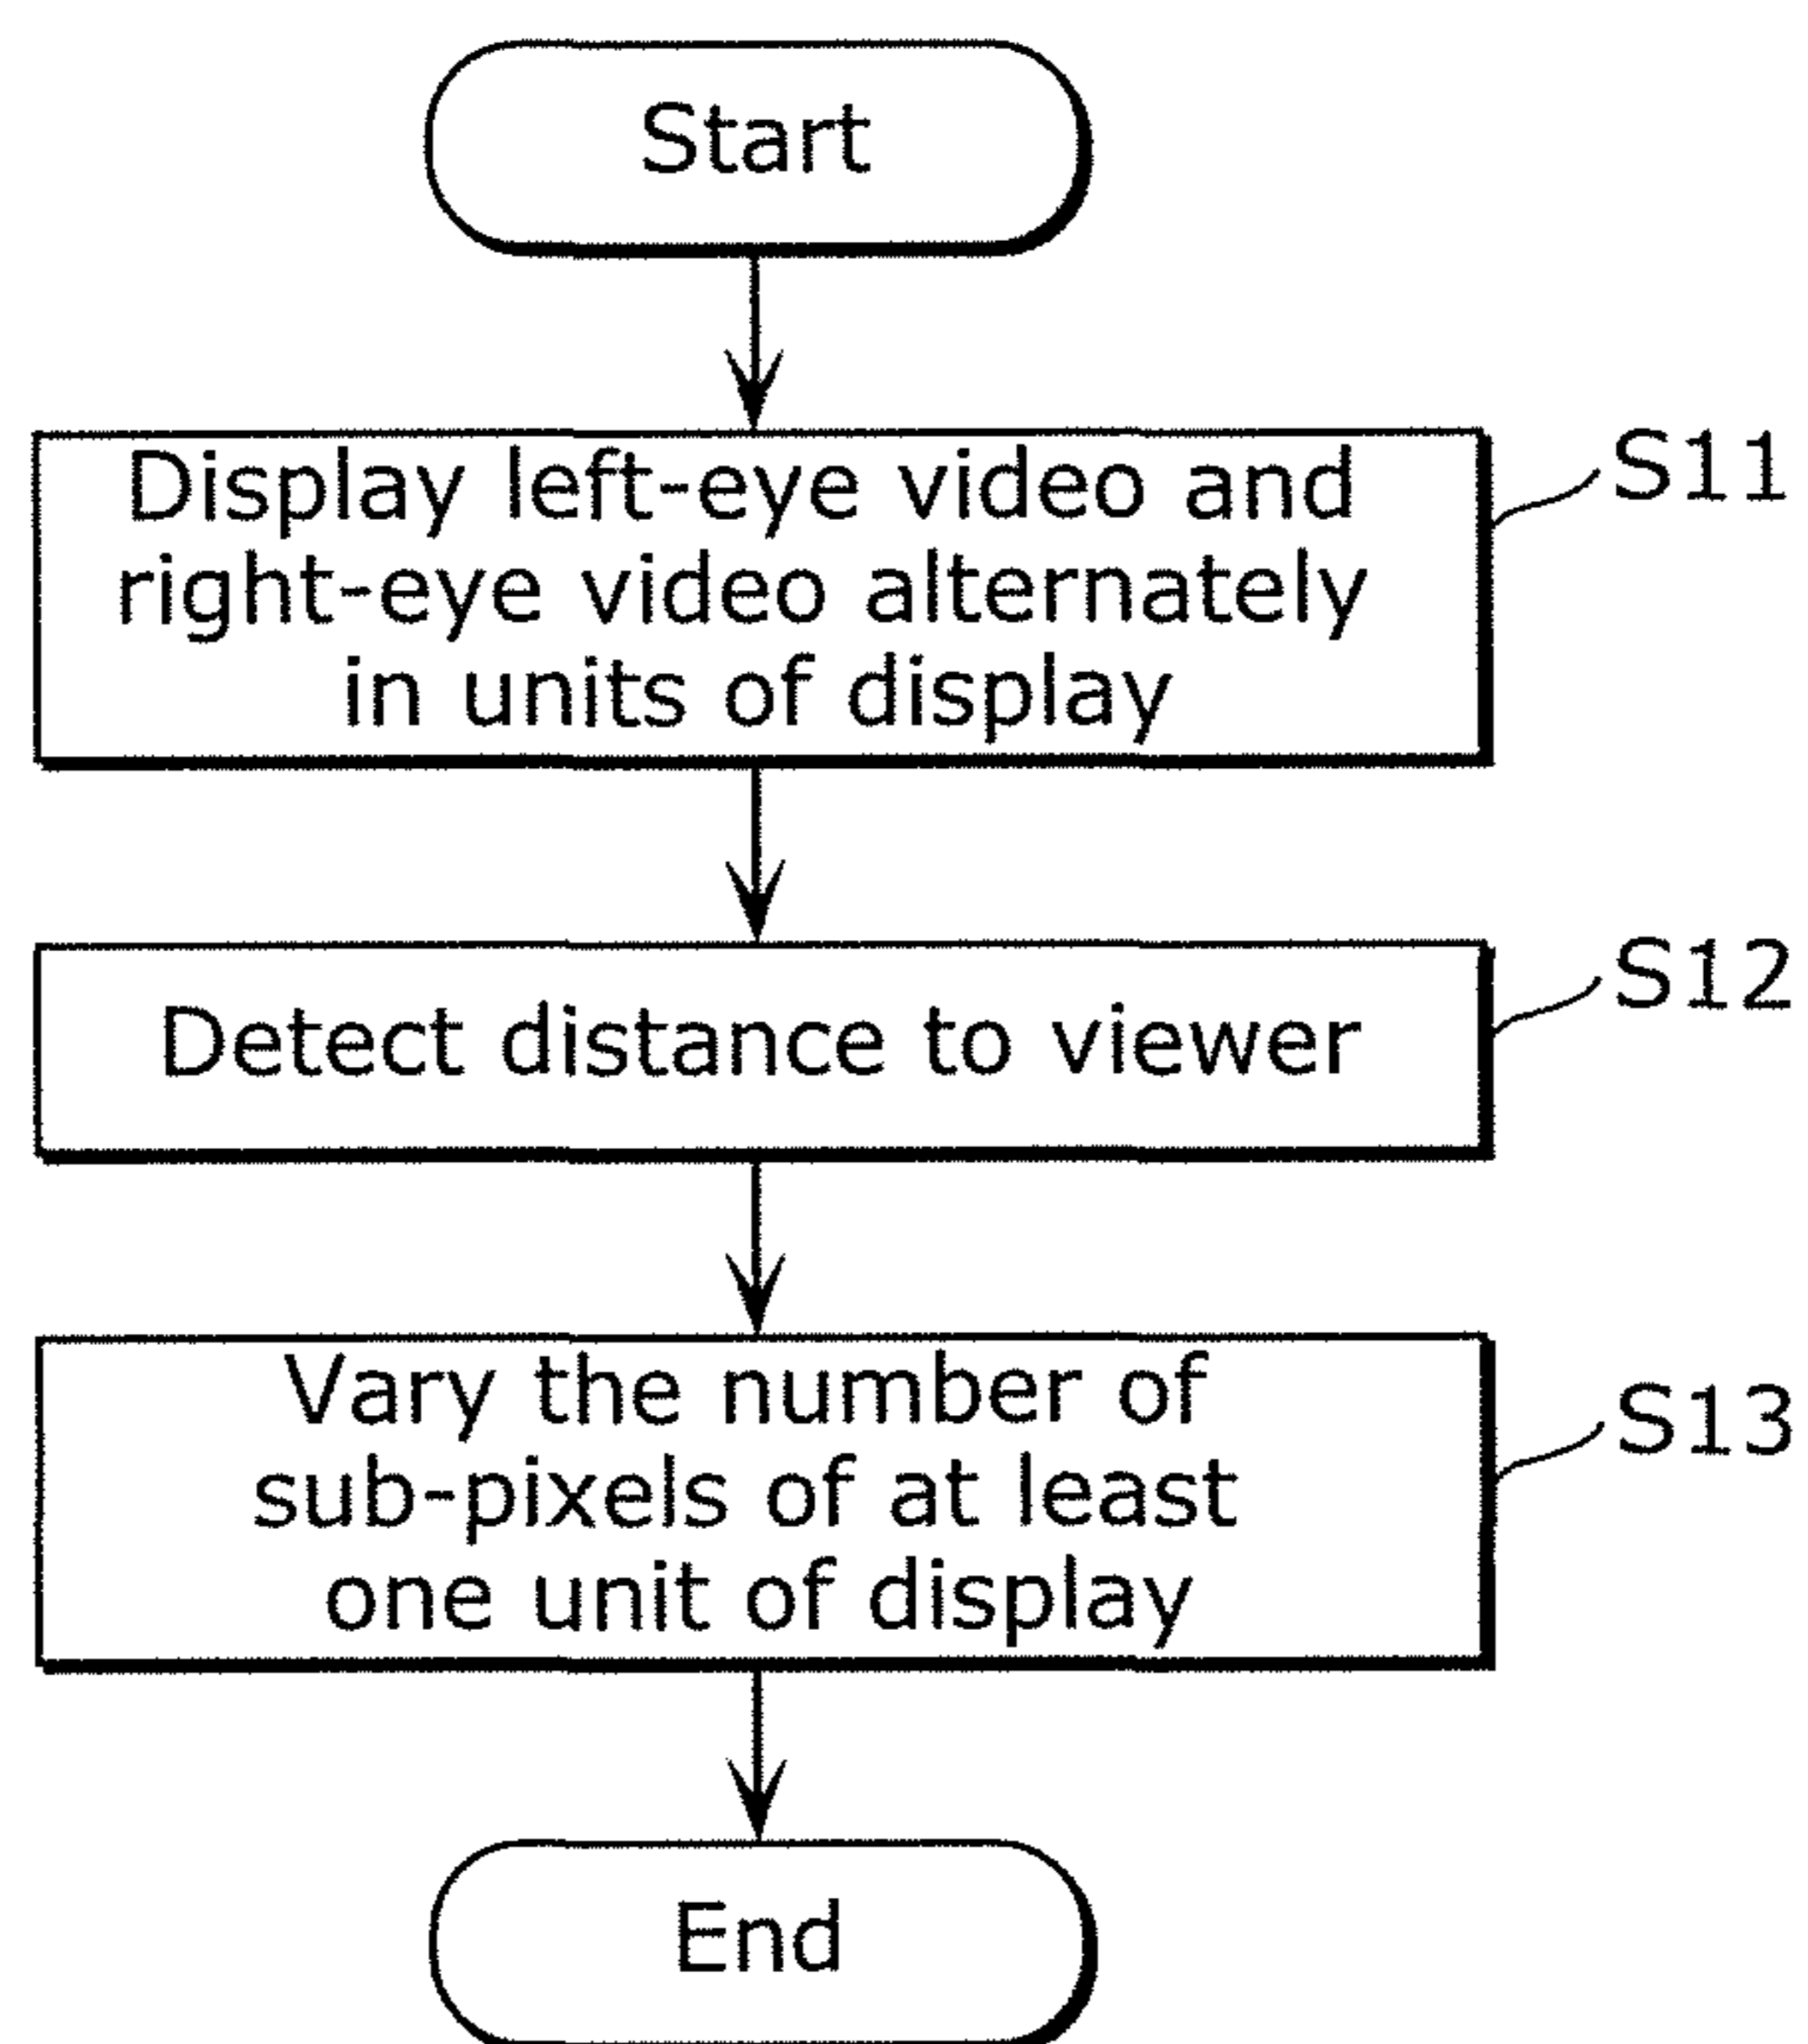 Start
Display left-eye video and
right-eye video alternately
in units of display
S11
Detect distance to viewer
S12
Vary the number of
sub-pixels of at least
one unit of display
S13
End